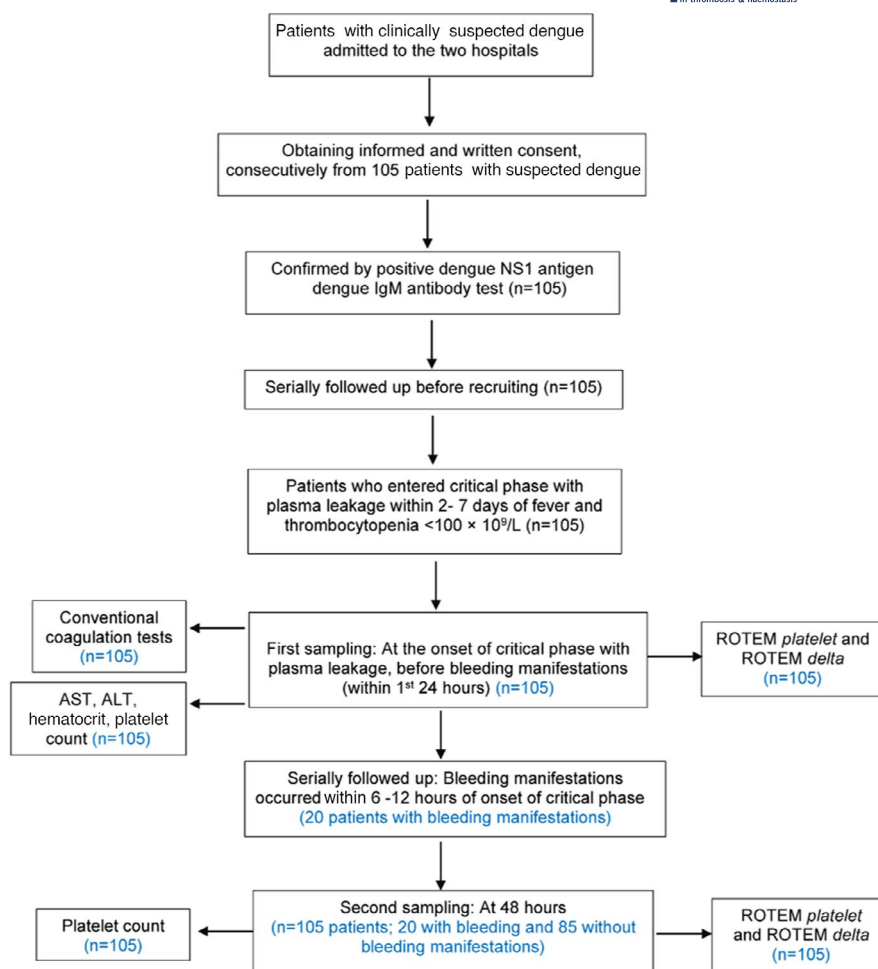 in thrombosis & haemostasis
Patients with clinically suspected dengue
admitted to the two hospitals
Obtaining informed and written consent,
consecutively from 105 patients with suspected dengue
Confirmed by positive dengue NS1 antigen
dengue IgM antibody test (n=105)
Serially followed up before recruiting (n=105)
Patients who entered critical phase with
plasma leakage within 2- 7 days of fever and
thrombocytopenia <100 × 10⁹/L (n=105)
Conventional
coagulation tests
(n=105)
AST, ALT,
hematocrit, platelet
count (n=105)
First sampling: At the onset of critical phase with
plasma leakage, before bleeding manifestations
(within 1st 24 hours) (n=105)
ROTEM platelet and
ROTEM delta
(n=105)
Serially followed up: Bleeding manifestations
occurred within 6 -12 hours of onset of critical phase
(20 patients with bleeding manifestations)
Platelet count
(n=105)
Second sampling: At 48 hours
(n=105 patients; 20 with bleeding and 85 without
bleeding manifestations)
ROTEM platelet
and ROTEM delta
(n=105)